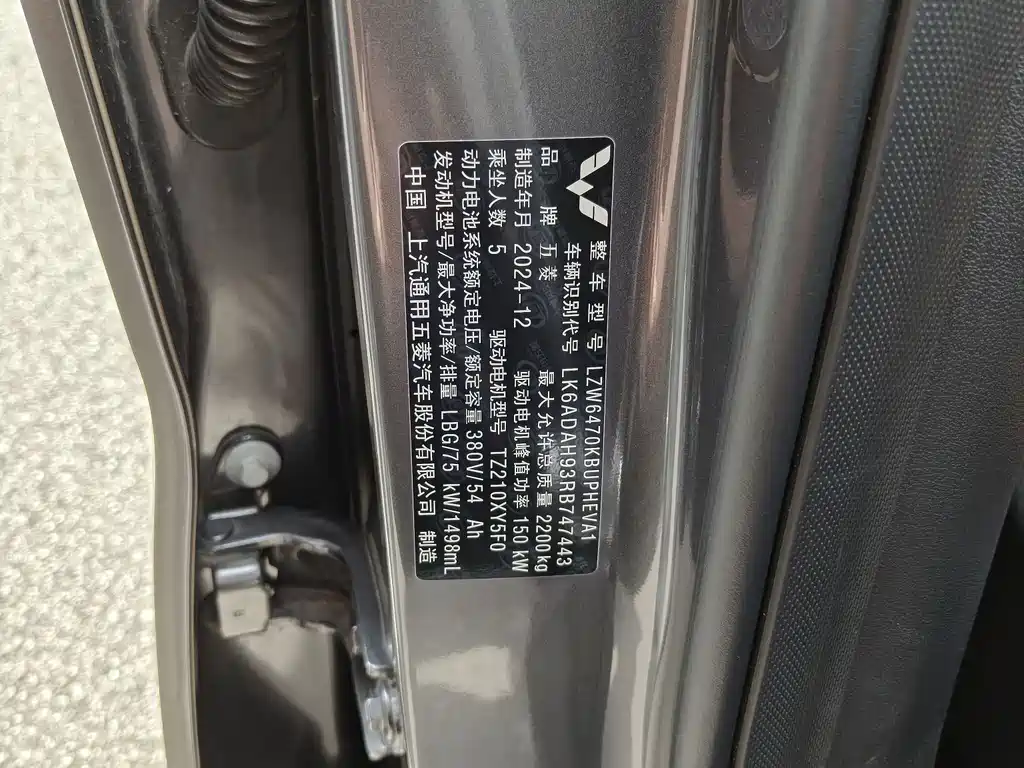 整车型号 LZW6470KBUPHEVA1
车辆识别代号 LK6ADAH93RB747443
品牌 五菱 最大允许总质量 2200kg
制造年月 2024-12 驱动电机峰值功率 150 kW
乘坐人数 5 驱动电机型号 TZ210XY5F0
动力电池系统额定电压/额定容量 380V/54 Ah
发动机型号/最大净功率/排量 LBG/75 kW/1498mL
中国 上汽通用五菱汽车股份有限公司 制造